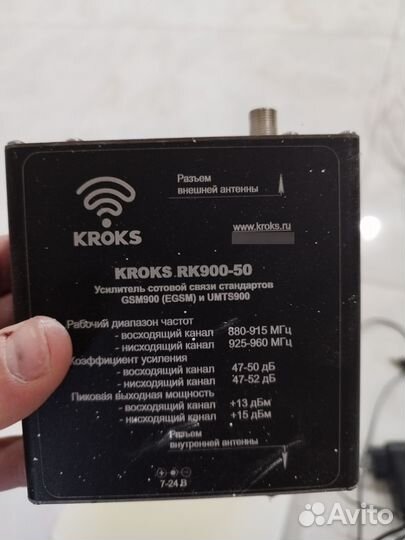 Разъем
внешней антенны
KROKS
www.kroks.ru
KROKS RK900-50
Усилитель сотовой связи стандартов
GSM900 (EGSM) и UMTS900
Рабочий диапазон частот
- восходящий канал 880-915 МГц
- нисходящий канал 925-960 МГц
Коэффициент усиления
- восходящий канал 47-50 дБ
- нисходящий канал 47-52 дБ
Пиковая выходная мощность
- восходящий канал +13 дБм
- нисходящий канал +15 дБм
Разъем
внутренней антенны
7-24 В
Avito